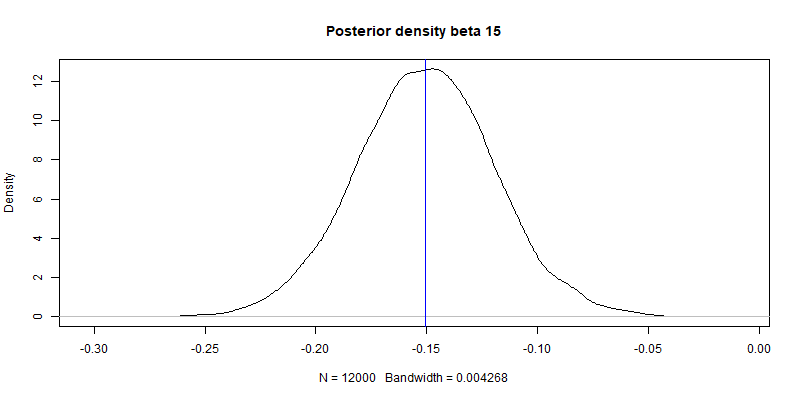 Posterior density beta 15
Density
12
10
8
6
4
2
0
-0.30 -0.25 -0.20 -0.15 -0.10 -0.05 0.00
N = 12000 Bandwidth = 0.004268